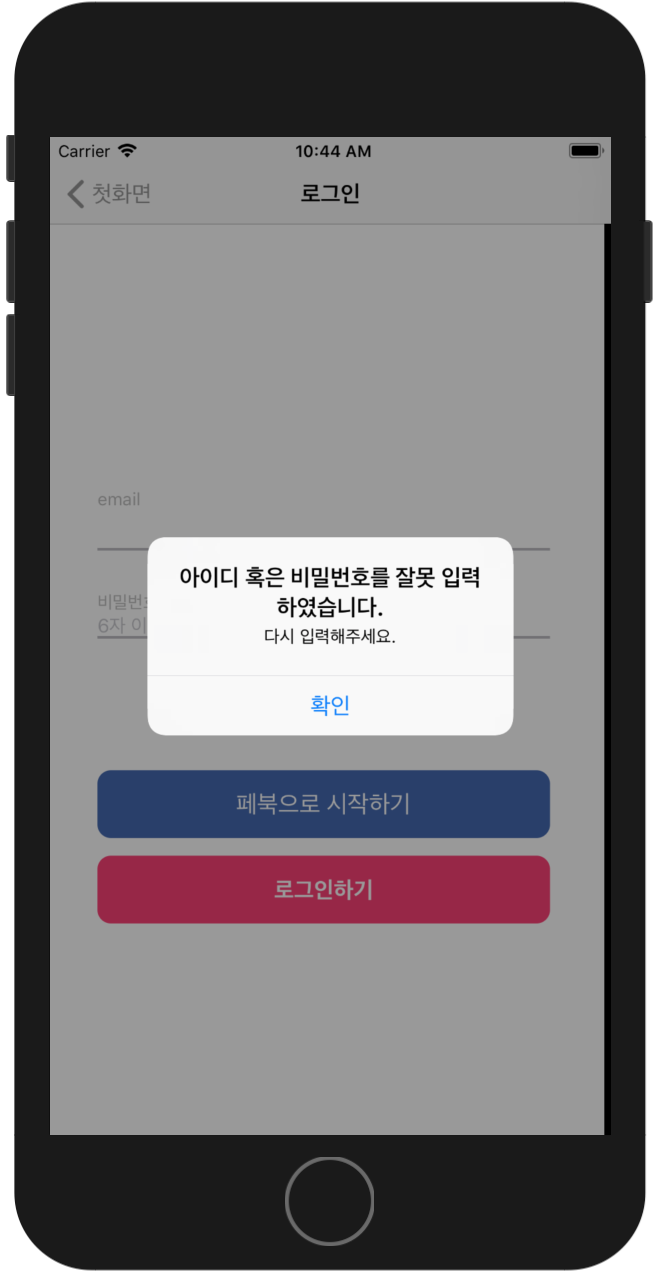 Carrier
10:44 AM
첫화면
로그인
email
아이디 혹은 비밀번호를 잘못 입력
하였습니다.
다시 입력해주세요.
비밀번
6자 이
확인
페북으로 시작하기
로그인하기